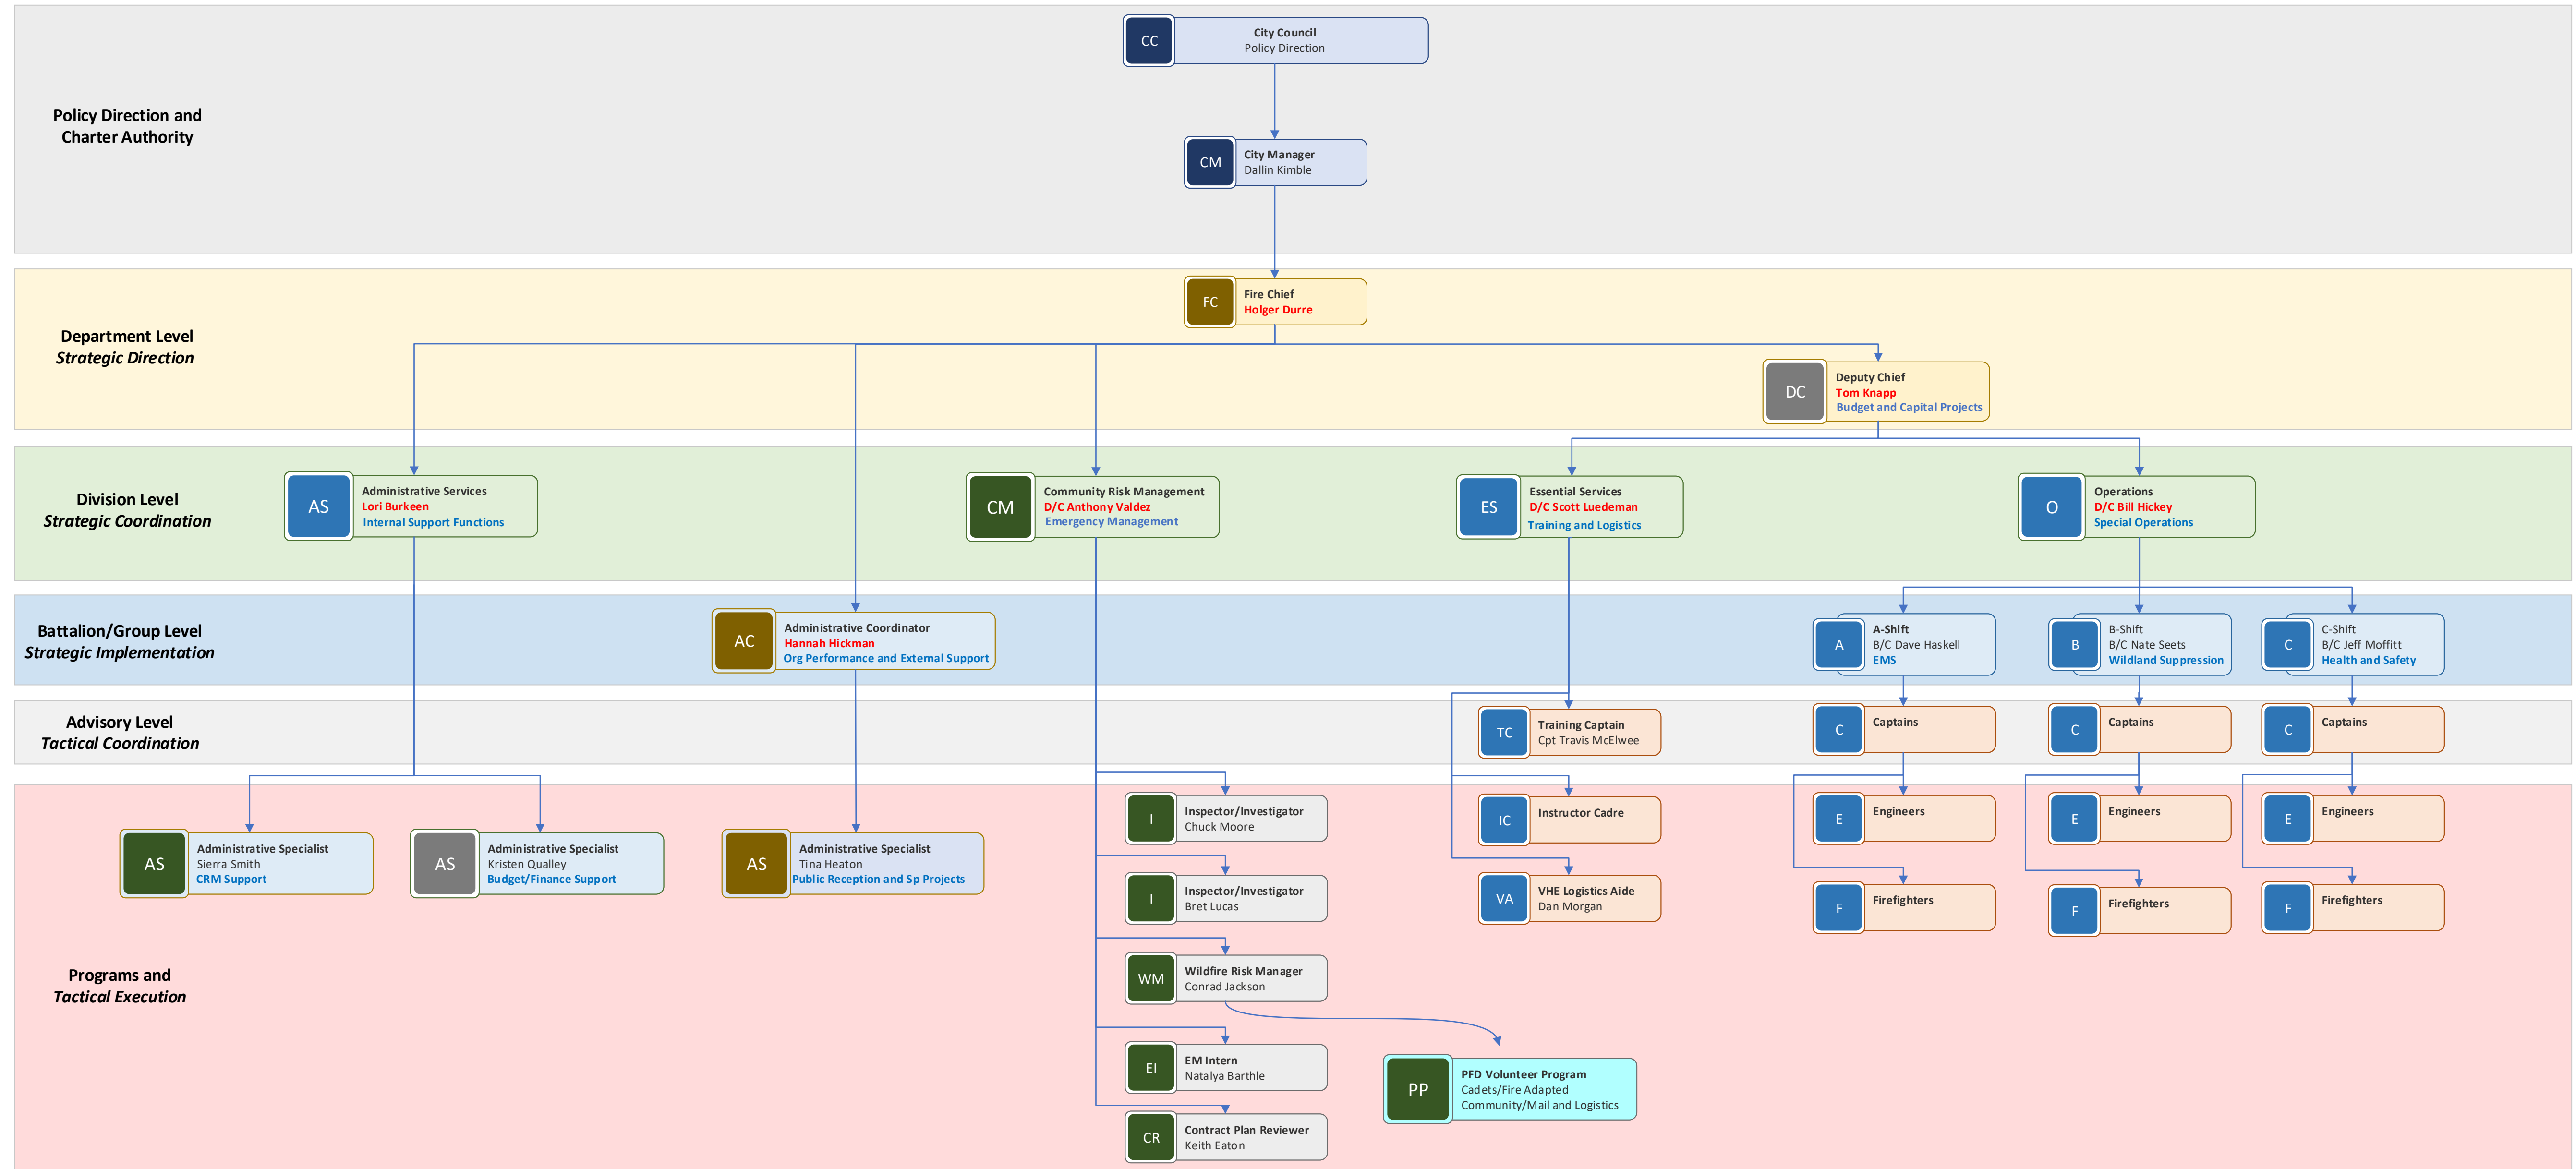 CC
City Council
Policy Direction
Policy Direction and
Charter Authority
CM
City Manager
Dallin Kimble
FC
Fire Chief
Holger Durre
Department Level
Strategic Direction
DC
Deputy Chief
Tom Knapp
Budget and Capital Projects
Division Level
Strategic Coordination
AS
Administrative Services
Lori Burkeen
Internal Support Functions
CM
Community Risk Management
D/C Anthony Valdez
Emergency Management
ES
Essential Services
D/C Scott Luedeman
Training and Logistics
O
Operations
D/C Bill Hickey
Special Operations
Battalion/Group Level
Strategic Implementation
AC
Administrative Coordinator
Hannah Hickman
Org Performance and External Support
A
A-Shift
B/C Dave Haskell
EMS
B
B-Shift
B/C Nate Seets
Wildland Suppression
C
C-Shift
B/C Jeff Moffitt
Health and Safety
Advisory Level
Tactical Coordination
TC
Training Captain
Cpt Travis McElwee
C
Captains
C
Captains
C
Captains
Programs and
Tactical Execution
AS
Administrative Specialist
Sierra Smith
CRM Support
AS
Administrative Specialist
Kristen Qualley
Budget/Finance Support
AS
Administrative Specialist
Tina Heaton
Public Reception and Sp Projects
I
Inspector/Investigator
Chuck Moore
I
Inspector/Investigator
Bret Lucas
WM
Wildfire Risk Manager
Conrad Jackson
EI
EM Intern
Natalya Barthle
CR
Contract Plan Reviewer
Keith Eaton
PP
PFD Volunteer Program
Cadets/Fire Adapted
Community/Mail and Logistics
IC
Instructor Cadre
VA
VHE Logistics Aide
Dan Morgan
E
Engineers
F
Firefighters
E
Engineers
F
Firefighters
E
Engineers
F
Firefighters